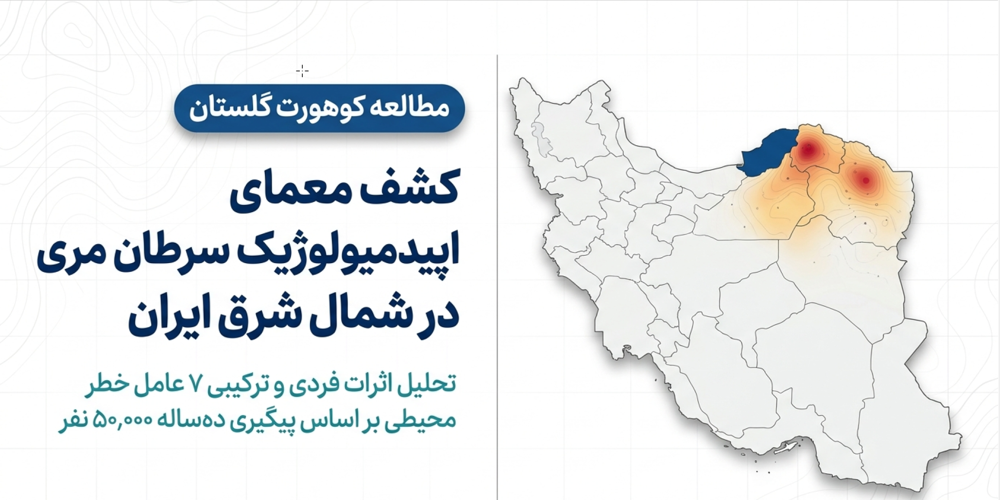 مطالعه کوهورت گلستان
کشف معمای
اپیدمیولوژیک سرطان مری
در شمال شرق ایران
تحلیل اثرات فردی و ترکیبی ۷ عامل خطر
محیطی بر اساس پیگیری ده‌ساله ۵۰,۰۰۰ نفر